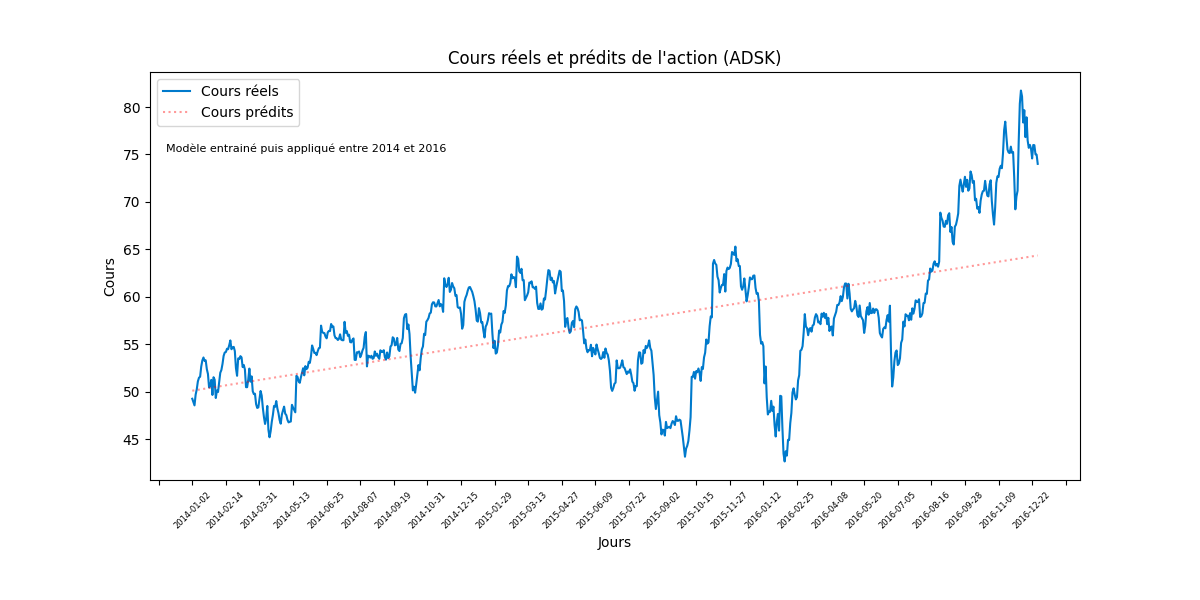 Cours réels et prédits de l'action (ADSK)
Cours réels
Cours prédits
Modèle entrainé puis appliqué entre 2014 et 2016
80
75
70
65
60
55
50
45
Cours
2014-01-02 2014-02-14 2014-03-31 2014-05-13 2014-06-25 2014-08-07 2014-09-19 2014-10-31 2014-12-15 2015-01-29 2015-03-13 2015-04-27 2015-06-09 2015-07-22 2015-09-02 2015-10-15 2015-11-27 2016-01-12 2016-02-25 2016-04-08 2016-05-20 2016-07-05 2016-08-16 2016-09-28 2016-11-09 2016-12-22
Jours